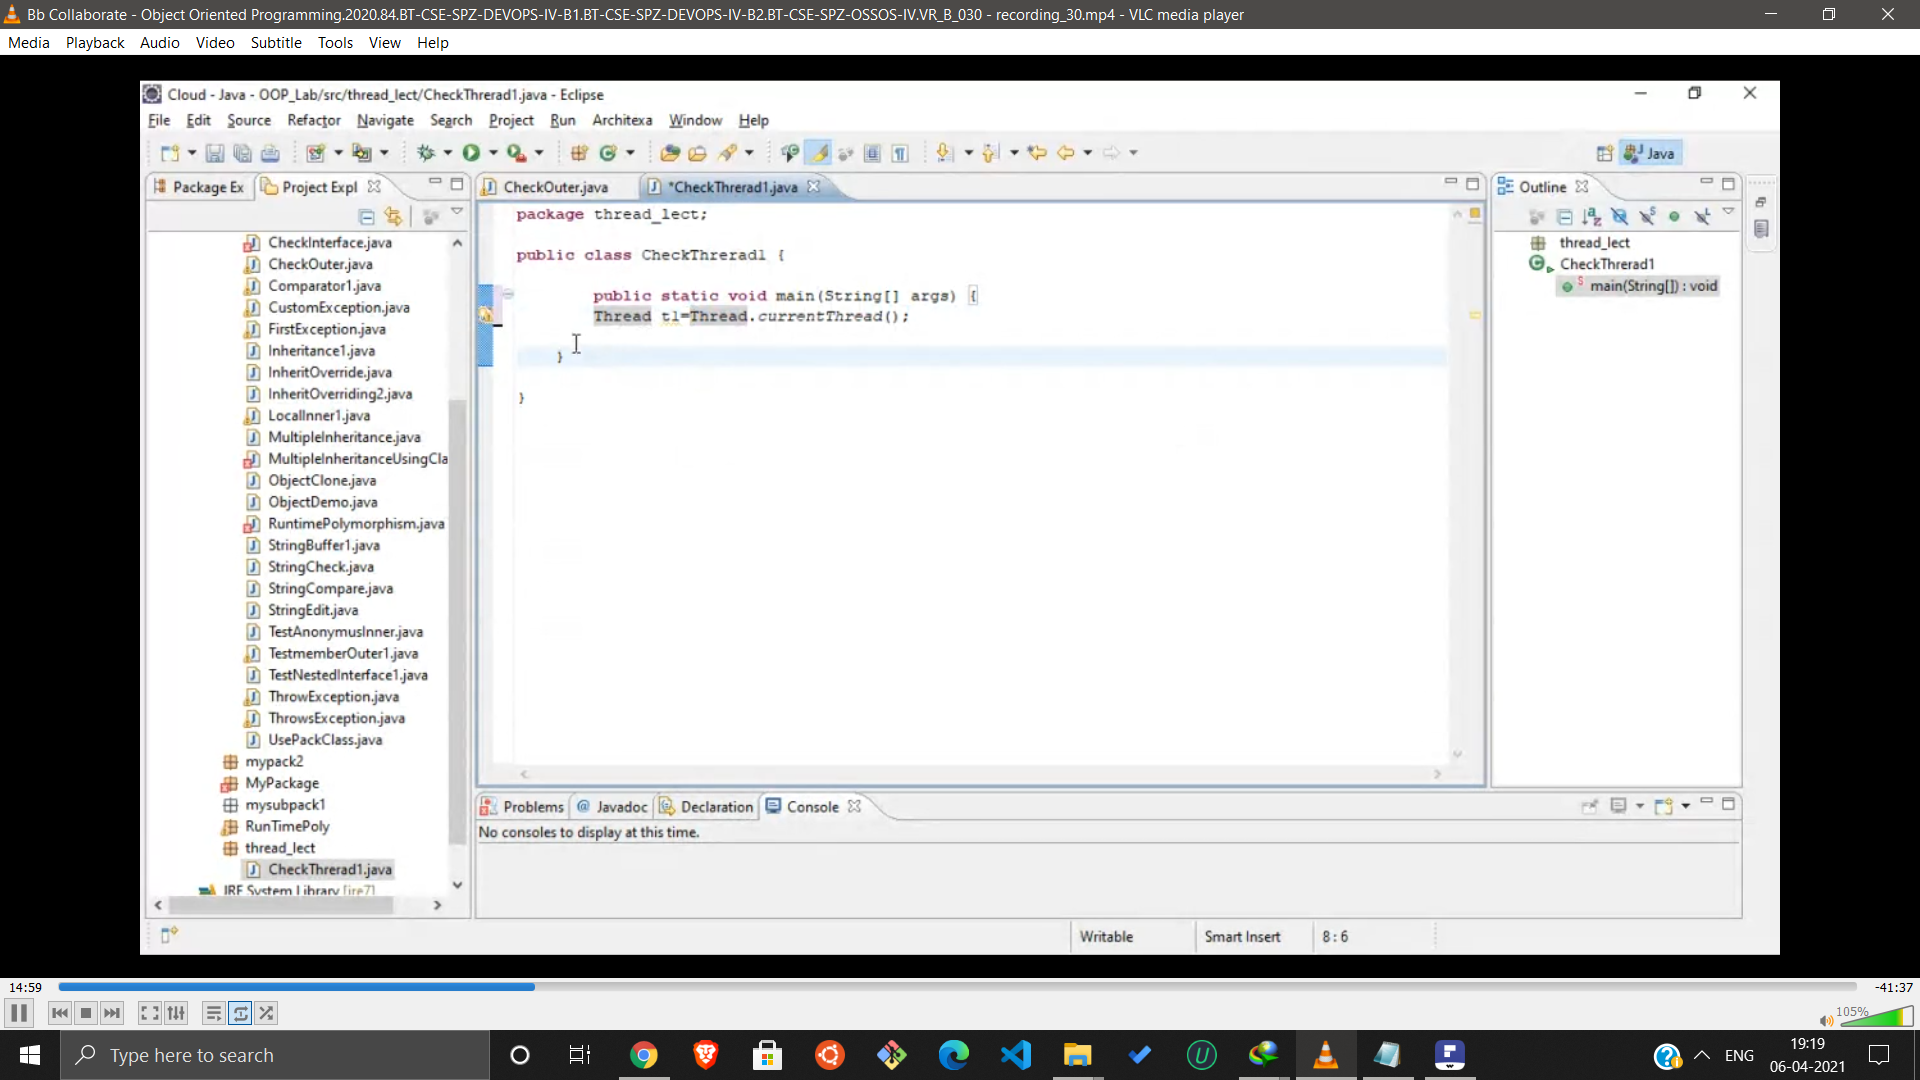 Bb Collaborate - Object Oriented Programming.2020.84.BT-CSE-SPZ-DEVOPS-IV-B1.BT-CSE-SPZ-DEVOPS-IV-B2.BT-CSE-SPZ-OSSOS-IV.VR_B_030 - recording_30.mp4 - VLC media player
Media Playback Audio Video Subtitle Tools View Help
Cloud - Java - OOP_Lab/src/thread_lect/CheckThrerad1.java - Eclipse
File Edit Source Refactor Navigate Search Project Run Architexa Window Help
Java
Package Ex
Project Expl
CheckInterface.java
CheckOuter.java
Comparator1.java
CustomException.java
FirstException.java
Inheritance1.java
InheritOverride.java
InheritOverriding2.java
LocalInner1.java
MultipleInheritance.java
MultipleInheritanceUsingCla
ObjectClone.java
ObjectDemo.java
RuntimePolymorphism.java
StringBuffer1.java
StringCheck.java
StringCompare.java
StringEdit.java
TestAnonymusInner.java
TestmemberOuter1.java
TestNestedInterface1.java
ThrowException.java
ThrowsException.java
UsePackClass.java
mypack2
MyPackage
mysubpack1
RunTimePoly
thread_lect
CheckThrerad1.java
JRE System Library [jre7]
CheckOuter.java
*CheckThrerad1.java
package thread_lect;
public class CheckThrerad1 {
public static void main(String[] args) {
Thread t1=Thread.currentThread();
}
}
Outline
thread_lect
CheckThrerad1
main(String[]) : void
Problems @ Javadoc Declaration Console
No consoles to display at this time.
Writable Smart Insert 8 : 6
14:59 -41:37
105%
Type here to search
ENG
19:19
06-04-2021